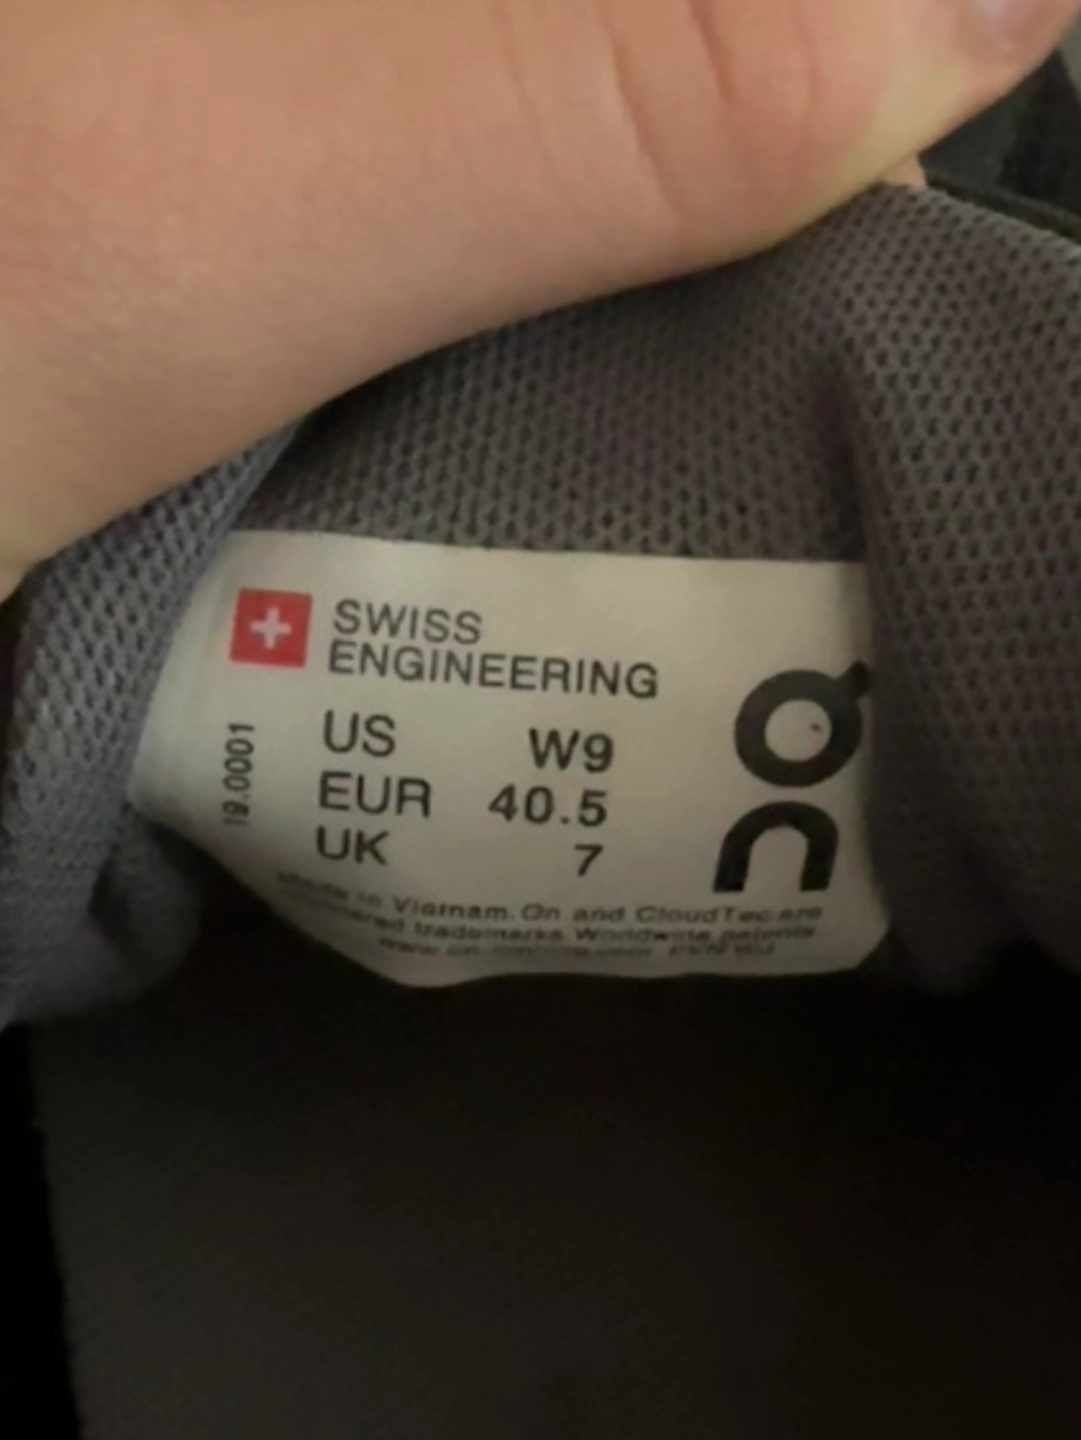 SWISS
ENGINEERING
US W9
EUR 40.5
UK 7
19.0001
on
in Vietnam. On and CloudTec are
trademarks Worldwide patents